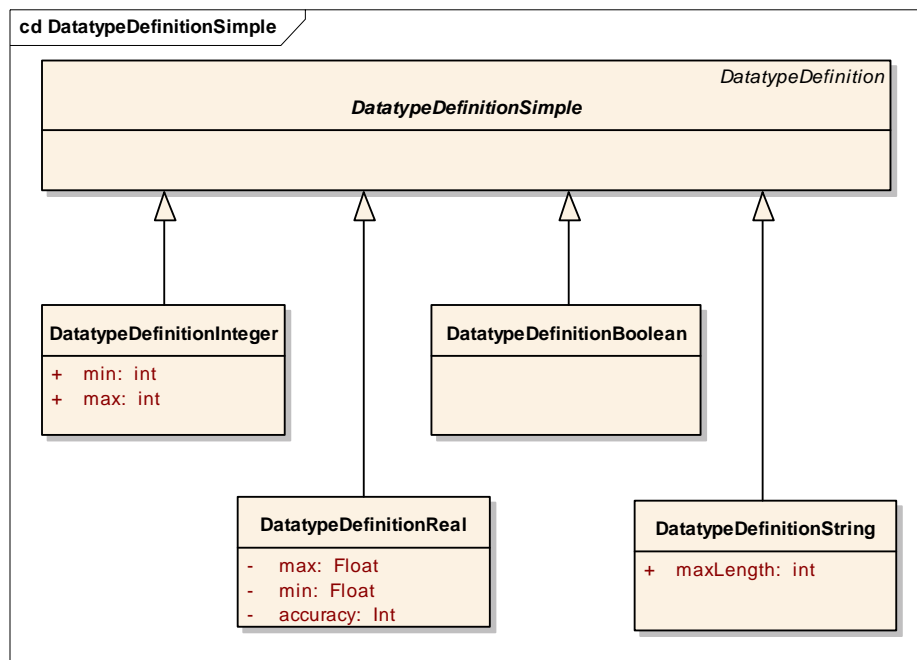 cd DatatypeDefinitionSimple
DatatypeDefinition
DatatypeDefinitionSimple
DatatypeDefinitionInteger
+ min: int
+ max: int
DatatypeDefinitionBoolean
DatatypeDefinitionReal
- max: Float
- min: Float
- accuracy: Int
DatatypeDefinitionString
+ maxLength: int